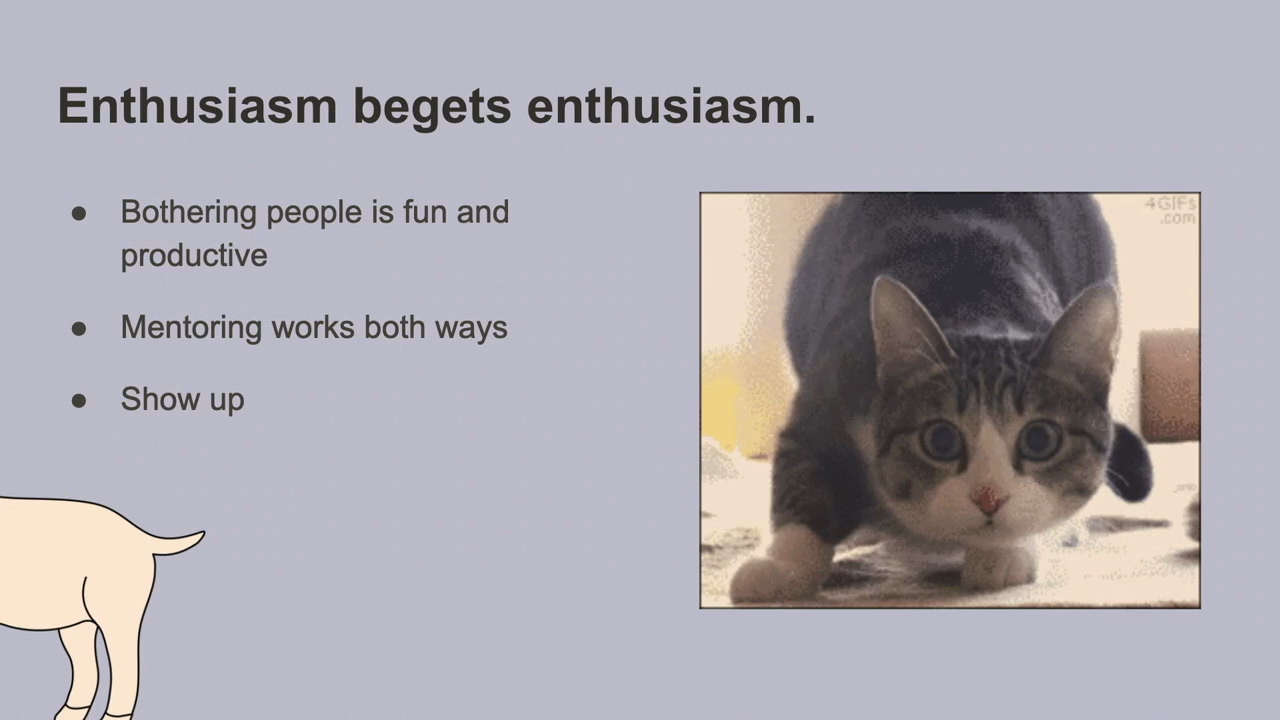 Enthusiasm begets enthusiasm.
● Bothering people is fun and
productive
● Mentoring works both ways
● Show up
4GIFs
.com